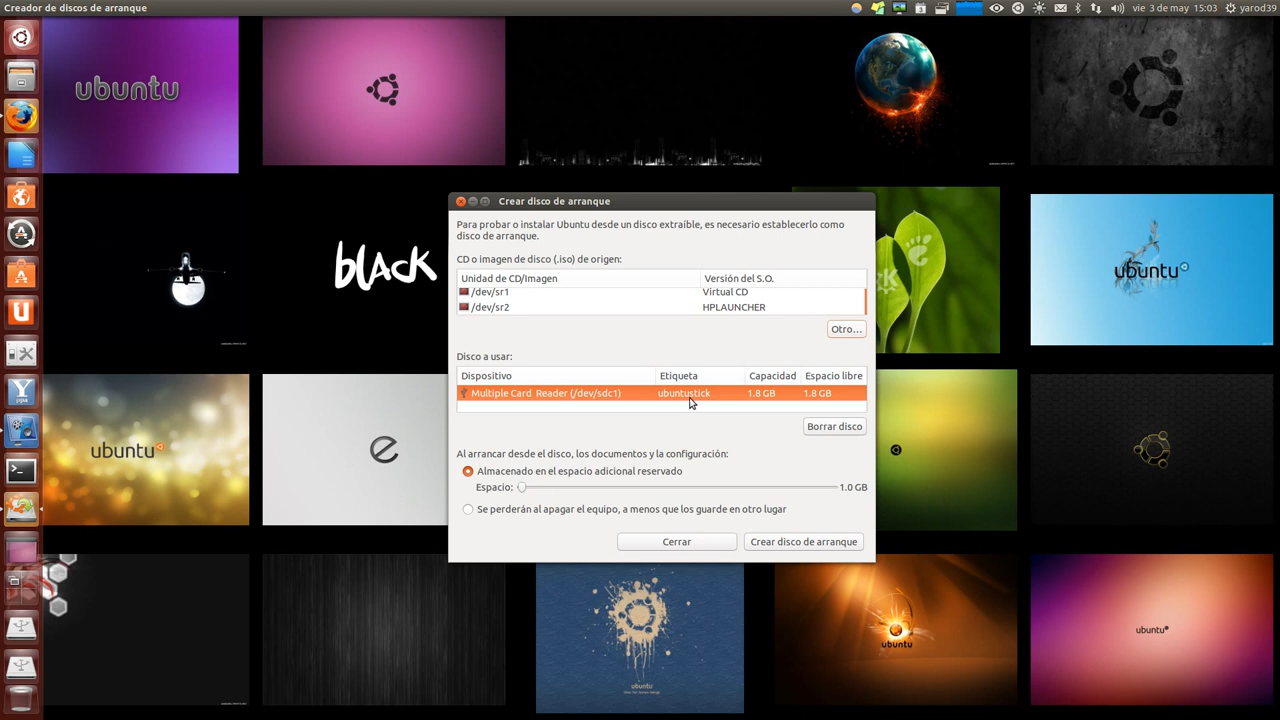 Creador de discos de arranque
3
vie 3 de may
15:03
yarod39
ubuntu
black
ubuntu
ubuntu
e
ubuntu
ubuntu
ubuntu
Crear disco de arranque
Para probar o instalar Ubuntu desde un disco extraíble, es necesario establecerlo como
disco de arranque.
CD o imagen de disco (.iso) de origen:
Unidad de CD/Imagen Versión del S.O.
/dev/sr1 Virtual CD
/dev/sr2 HPLAUNCHER
Otro...
Disco a usar:
Dispositivo Etiqueta Capacidad Espacio libre
Multiple Card Reader (/dev/sdc1) ubuntustick 1.8 GB 1.8 GB
Borrar disco
Al arrancar desde el disco, los documentos y la configuración:
Almacenado en el espacio adicional reservado
Espacio: 1.0 GB
Se perderán al apagar el equipo, a menos que los guarde en otro lugar
Cerrar Crear disco de arranque